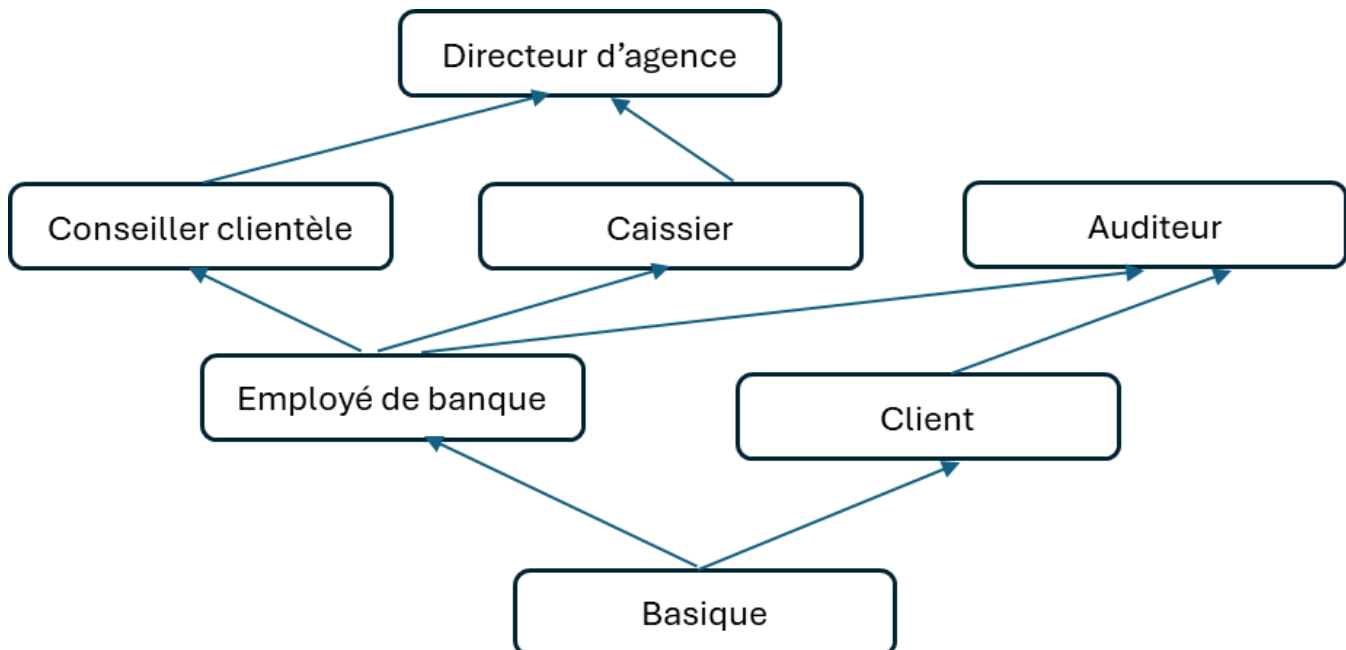 Directeur d’agence
Conseiller clientèle
Caissier
Auditeur
Employé de banque
Client
Basique